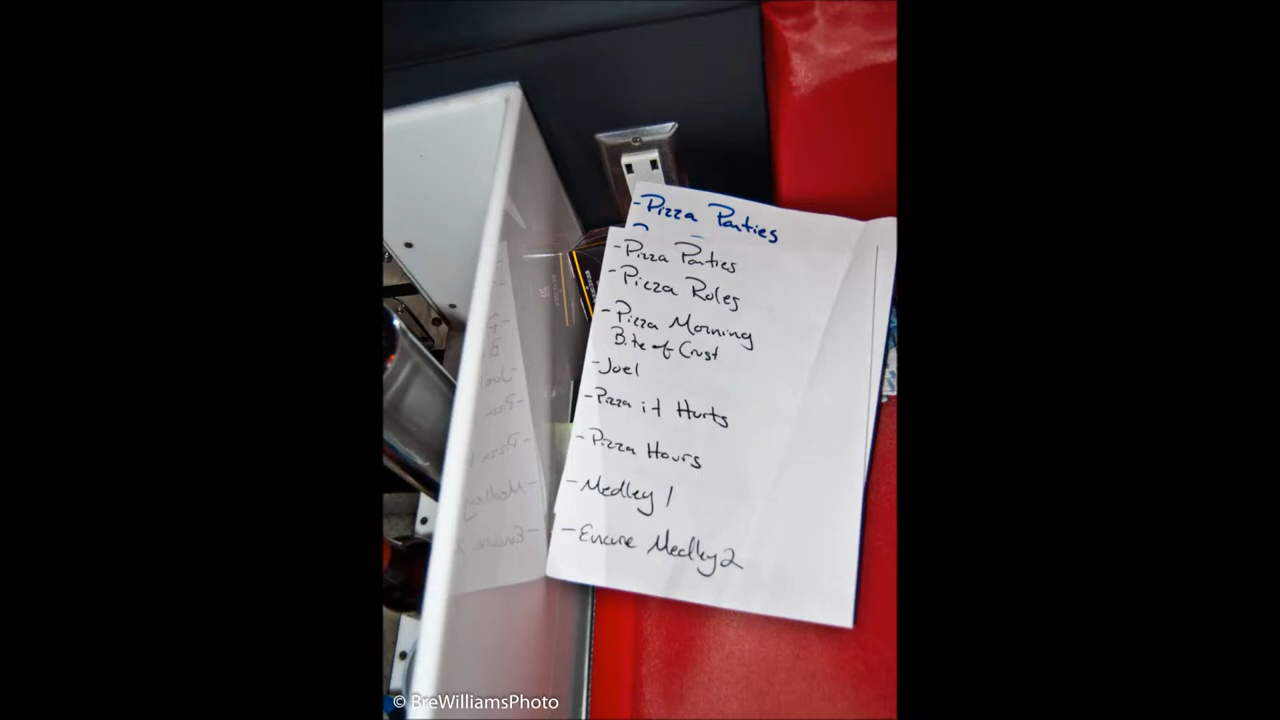 -Pizza Parties
-Pizza Parties
-Pizza Rules
-Pizza Morning
Bite of Crust
-Joel
-Pizza it Hurts
-Pizza Hours
-Medley 1
-Encore Medley 2
© BreWilliamsPhoto